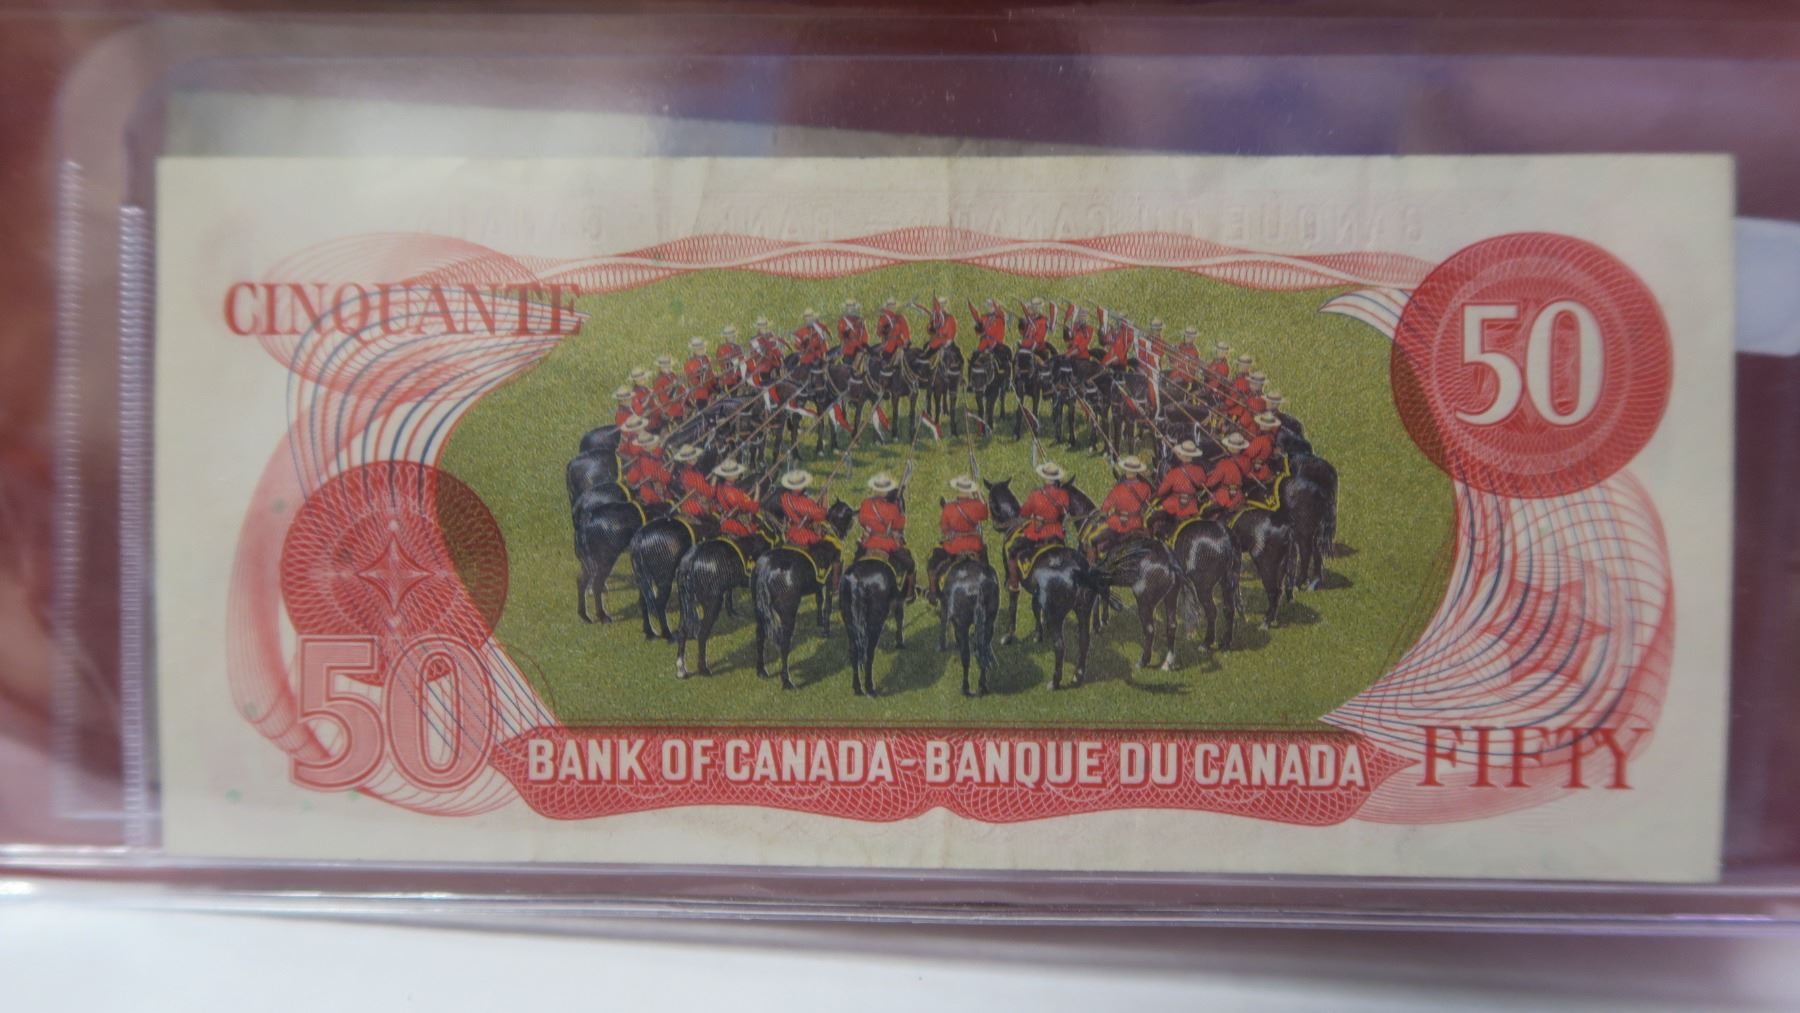 CINQUANTE
50
50
BANK OF CANADA - BANQUE DU CANADA
FIFTY